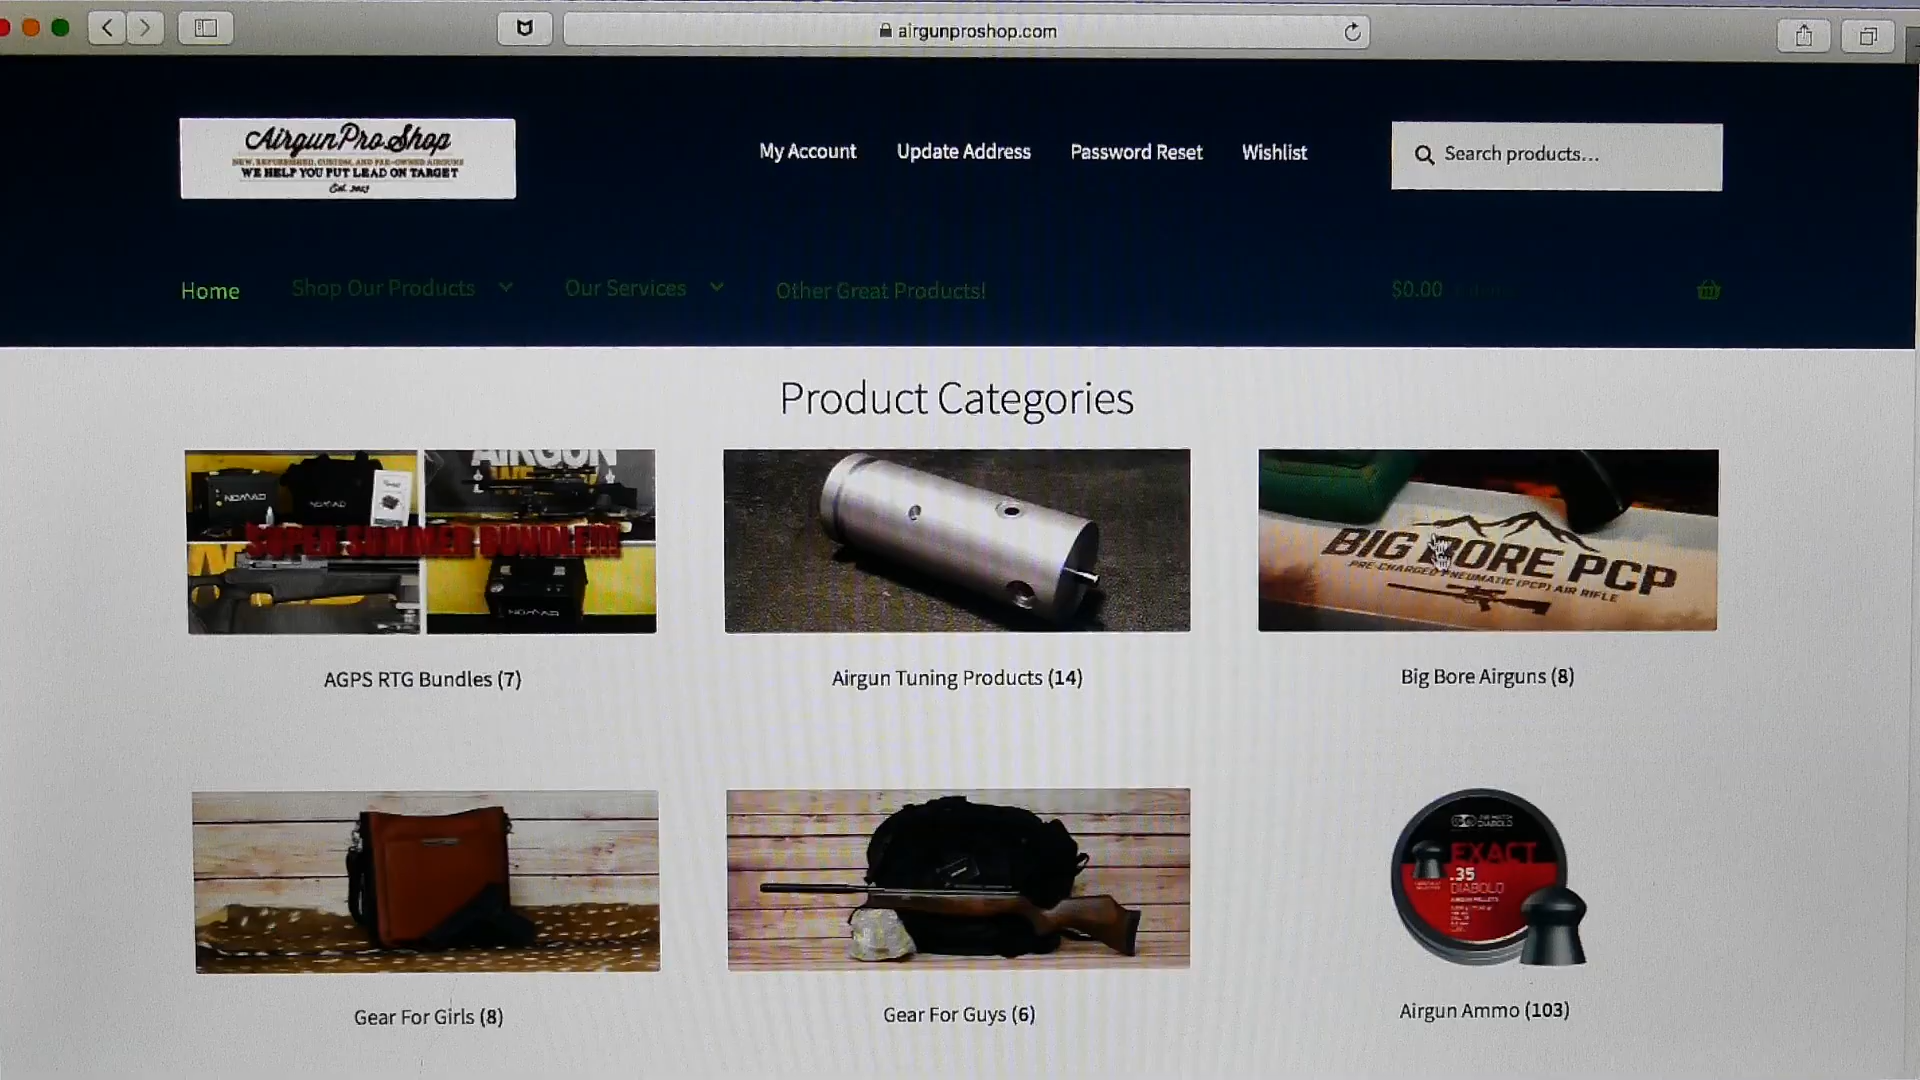 airgunproshop.com
AirgunProShop
NEW, REFURBISHED, CUSTOM, AND PRE-OWNED AIRGUNS
WE HELP YOU PUT LEAD ON TARGET
Est. 2013
My Account
Update Address
Password Reset
Wishlist
Search products...
Home
Shop Our Products
Our Services
Other Great Products!
$0.00
Product Categories
NOMAD
NOMAD
AIRGUN
SUPER SUMMER BUNDLE!!!
NOMAD
BIG BORE PCP
PRE-CHARGED PNEUMATIC (PCP) AIR RIFLE
AGPS RTG Bundles (7)
Airgun Tuning Products (14)
Big Bore Airguns (8)
EXACT
.35
DIABOLO
Gear For Girls (8)
Gear For Guys (6)
Airgun Ammo (103)